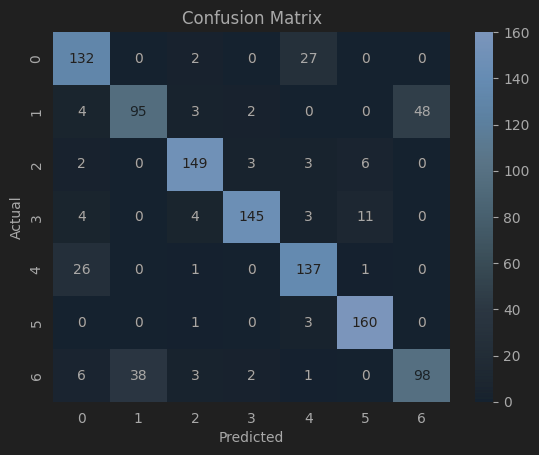 Confusion Matrix
0 132 0 2 0 27 0 0
1 4 95 3 2 0 0 48
2 2 0 149 3 3 6 0
3 4 0 4 145 3 11 0
4 26 0 1 0 137 1 0
5 0 0 1 0 3 160 0
6 6 38 3 2 1 0 98
0 1 2 3 4 5 6
Predicted
Actual
160
140
120
100
80
60
40
20
0